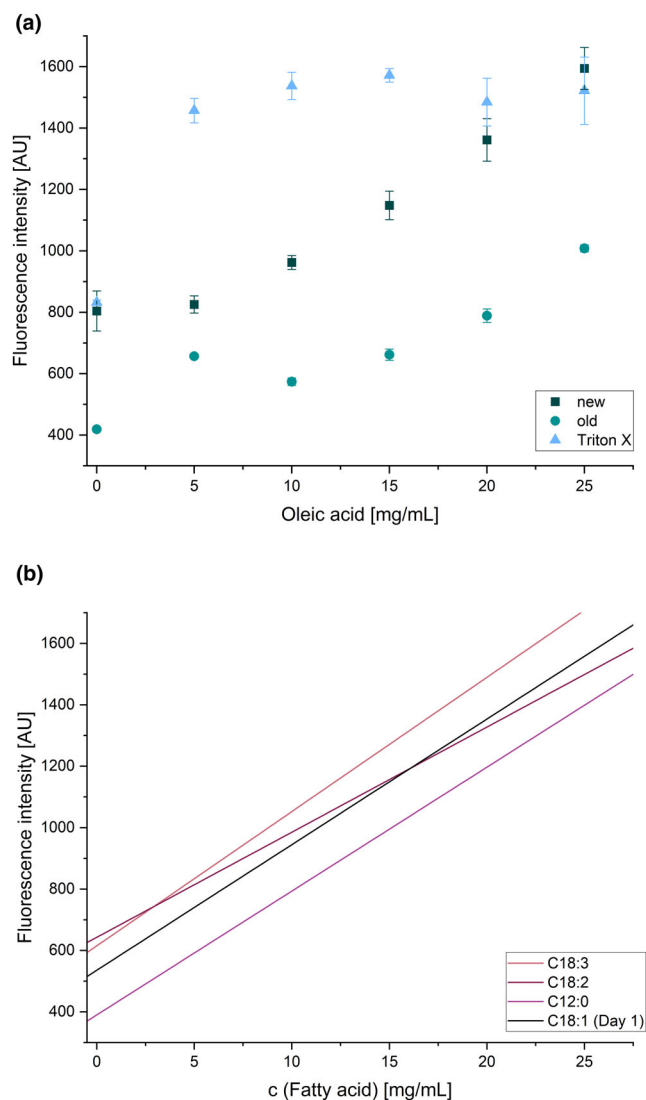 (a)
1600
1400
1200
1000
800
600
400
Fluorescence intensity [AU]
new
old
Triton X
0 5 10 15 20 25
Oleic acid [mg/mL]
(b)
1600
1400
1200
1000
800
600
400
Fluorescence intensity [AU]
C18:3
C18:2
C12:0
C18:1 (Day 1)
0 5 10 15 20 25
c (Fatty acid) [mg/mL]